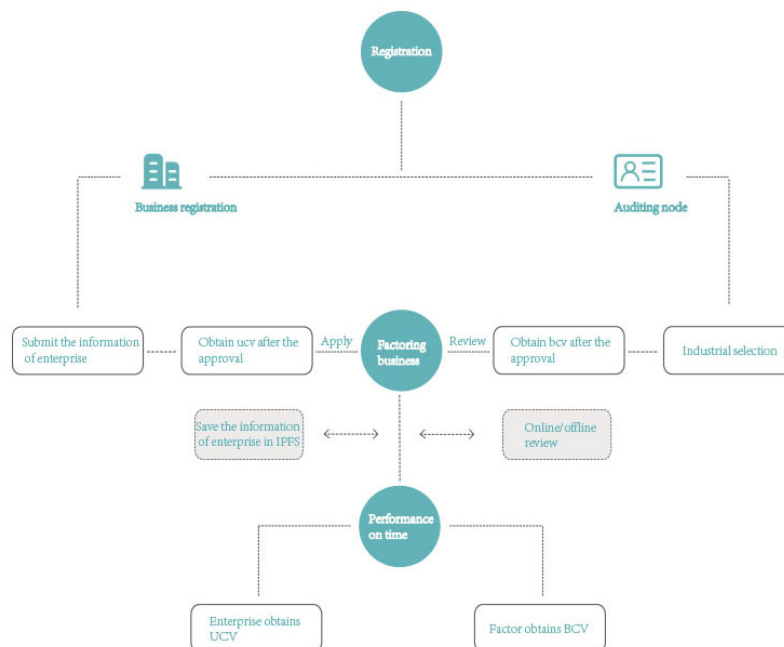 Registration
Business registration
Auditing node
Submit the information
of enterprise
Obtain ucv after the
approval
Apply
Factoring
business
Review
Obtain bcv after the
approval
Industrial selection
Save the information
of enterprise in IPFS
Online/offline
review
Performance
on time
Enterprise obtains
UCV
Factor obtains BCV